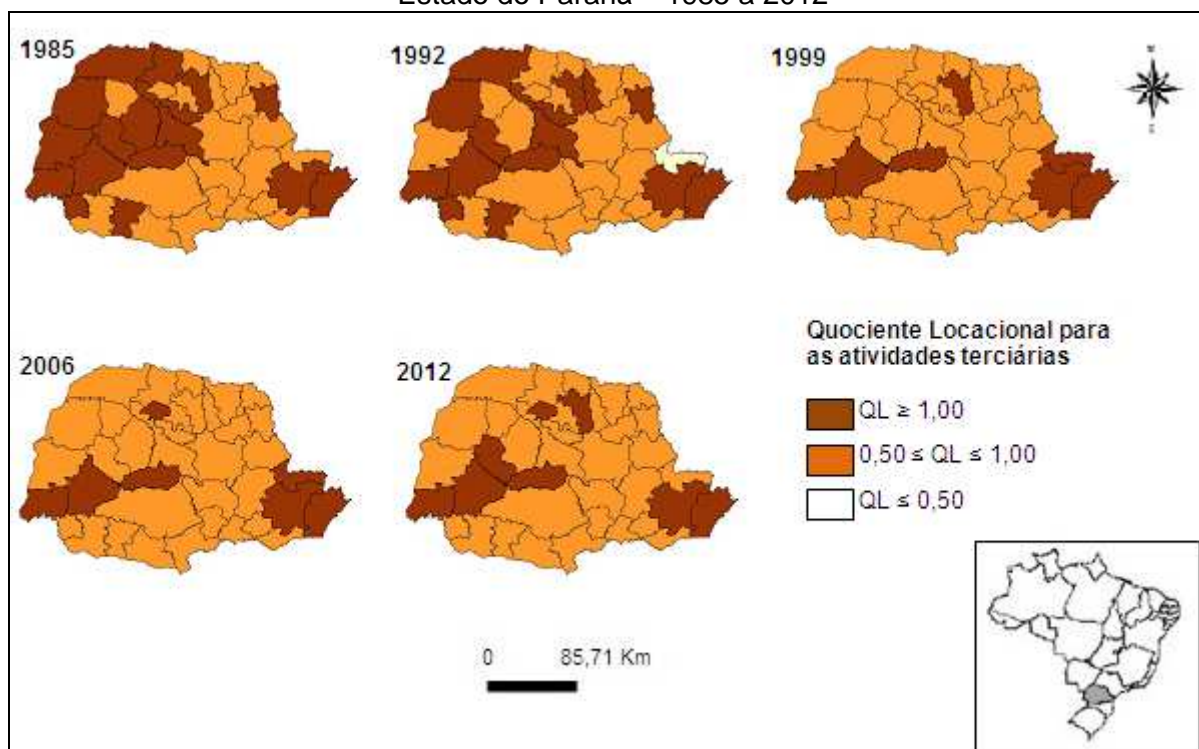 Estado do Paraná – 1985 a 2012
1985
1992
1999
2006
2012
Quociente Locacional para
as atividades terciárias
QL ≥ 1,00
0,50 ≤ QL ≤ 1,00
QL ≤ 0,50
0 85,71 Km